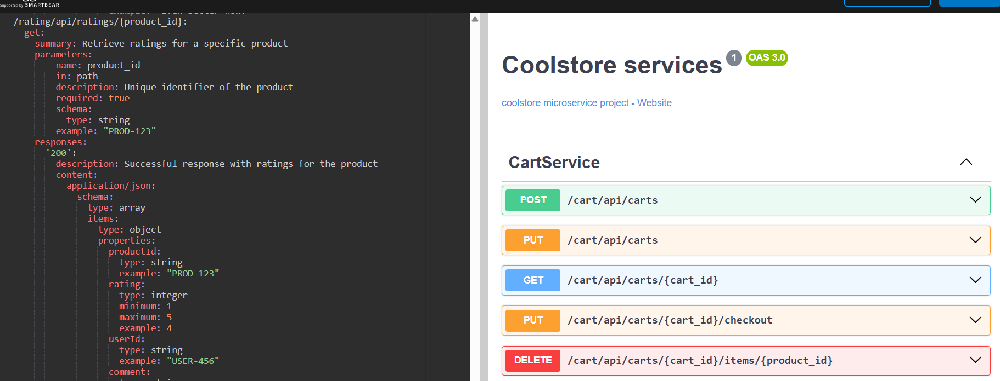 Supported by SMARTBEAR
/rating/api/ratings/{product_id}:
get:
summary: Retrieve ratings for a specific product
parameters:
- name: product_id
in: path
description: Unique identifier of the product
required: true
schema:
type: string
example: "PROD-123"
responses:
'200':
description: Successful response with ratings for the product
content:
application/json:
schema:
type: array
items:
type: object
properties:
productId:
type: string
example: "PROD-123"
rating:
type: integer
minimum: 1
maximum: 5
example: 4
userId:
type: string
example: "USER-456"
comment:
Coolstore services 1 OAS 3.0
coolstore microservice project - Website
CartService
POST /cart/api/carts
PUT /cart/api/carts
GET /cart/api/carts/{cart_id}
PUT /cart/api/carts/{cart_id}/checkout
DELETE /cart/api/carts/{cart_id}/items/{product_id}